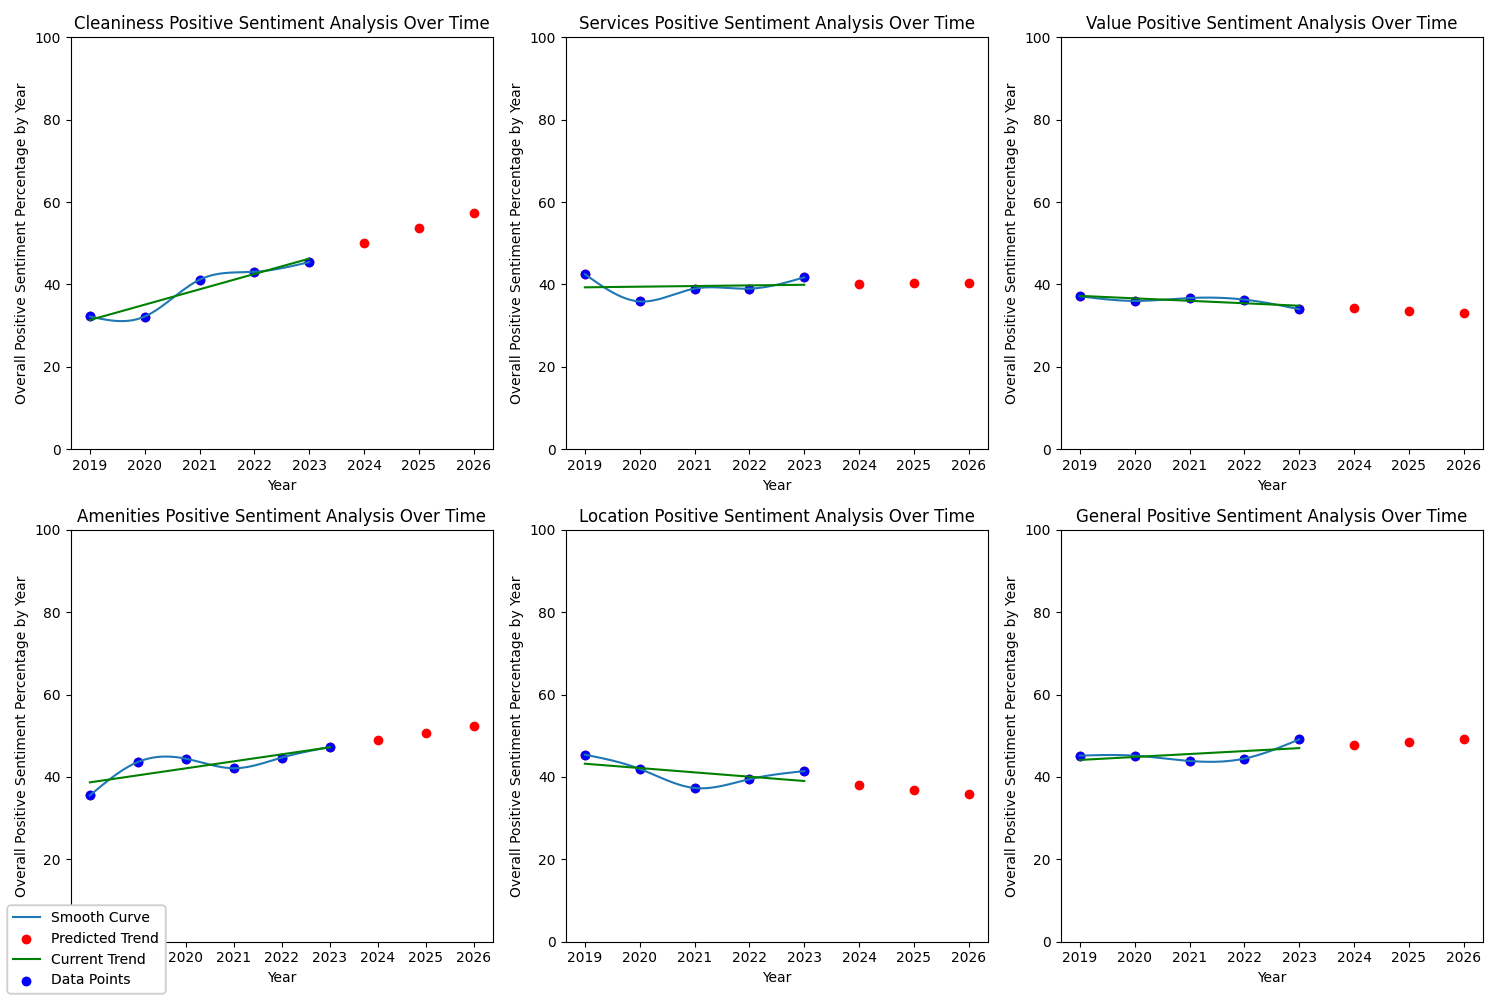 Cleaniness Positive Sentiment Analysis Over Time
Overall Positive Sentiment Percentage by Year
100
80
60
40
20
0
2019 2020 2021 2022 2023 2024 2025 2026
Year
Services Positive Sentiment Analysis Over Time
Overall Positive Sentiment Percentage by Year
100
80
60
40
20
0
2019 2020 2021 2022 2023 2024 2025 2026
Year
Value Positive Sentiment Analysis Over Time
Overall Positive Sentiment Percentage by Year
100
80
60
40
20
0
2019 2020 2021 2022 2023 2024 2025 2026
Year
Amenities Positive Sentiment Analysis Over Time
Overall Positive Sentiment Percentage by Year
100
80
60
40
20
2020 2021 2022 2023 2024 2025 2026
Year
Smooth Curve
Predicted Trend
Current Trend
Data Points
Location Positive Sentiment Analysis Over Time
Overall Positive Sentiment Percentage by Year
100
80
60
40
20
0
2019 2020 2021 2022 2023 2024 2025 2026
Year
General Positive Sentiment Analysis Over Time
Overall Positive Sentiment Percentage by Year
100
80
60
40
20
0
2019 2020 2021 2022 2023 2024 2025 2026
Year